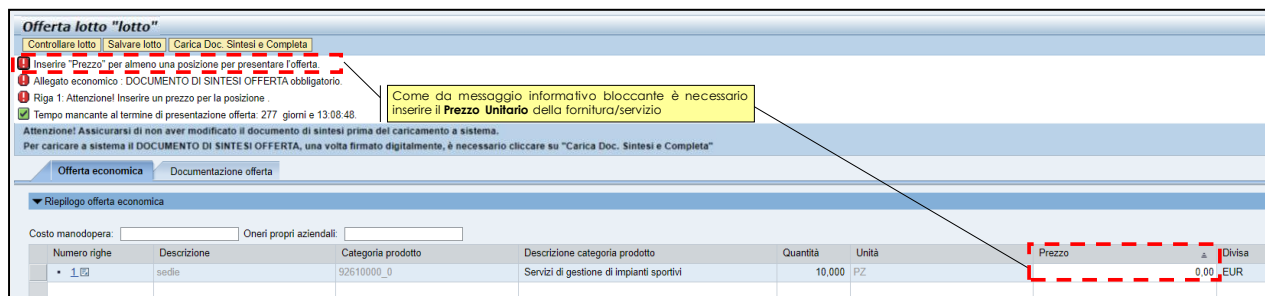 Offerta lotto "lotto"
Controllare lotto Salvare lotto Carica Doc. Sintesi e Completa
Inserire "Prezzo" per almeno una posizione per presentare l'offerta.
Allegato economico : DOCUMENTO DI SINTESI OFFERTA obbligatorio.
Riga 1: Attenzione! Inserire un prezzo per la posizione .
Tempo mancante al termine di presentazione offerta: 277 giorni e 13:08:48.
Come da messaggio informativo bloccante è necessario
inserire il Prezzo Unitario della fornitura/servizio
Attenzione! Assicurarsi di non aver modificato il documento di sintesi prima del caricamento a sistema.
Per caricare a sistema il DOCUMENTO DI SINTESI OFFERTA, una volta firmato digitalmente, è necessario cliccare su "Carica Doc. Sintesi e Completa"
Offerta economica Documentazione offerta
Riepilogo offerta economica
Costo manodopera: Oneri propri aziendali:
Numero righe Descrizione Categoria prodotto Descrizione categoria prodotto Quantità Unità Prezzo Divisa
1 sedie 92610000_0 Servizi di gestione di impianti sportivi 10,000 PZ 0,00 EUR